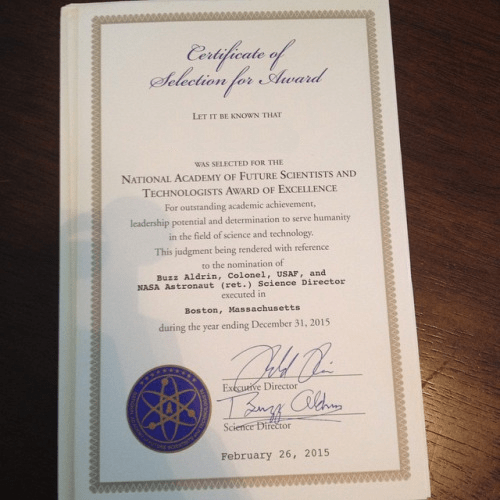 Certificate of
Selection for Award
LET IT BE KNOWN THAT
WAS SELECTED FOR THE
NATIONAL ACADEMY OF FUTURE SCIENTISTS AND
TECHNOLOGISTS AWARD OF EXCELLENCE
For outstanding academic achievement,
leadership potential and determination to serve humanity
in the field of science and technology.
This judgment being rendered with reference
to the nomination of
Buzz Aldrin, Colonel, USAF, and
NASA Astronaut (ret.) Science Director
executed in
Boston, Massachusetts
during the year ending December 31, 2015
Executive Director
Buzz Aldrin
Science Director
February 26, 2015